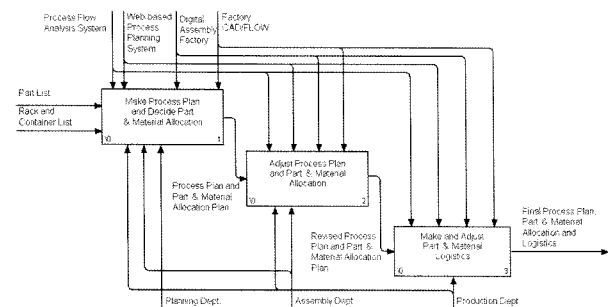 Process Flow
Analysis System
Web-based
Process
Planning
System
Digital
Assembly
Factory
Factory
CAD/FLOW
Part List
Rack and
Container List
Make Process Plan
and Decide Part
& Material Allocation
\0
1
Adjust Process Plan
and Part & Material
Allocation
\0
2
Process Plan and
Part & Material
Allocation Plan
Revised Process
Plan and Part &
Material Allocation
Plan
Make and Adjust
Part & Material
Logistics
\0
3
Final Process Plan,
Part & Material
Allocation and
Logistics
Planning Dept.
Assembly Dept
Production Dept